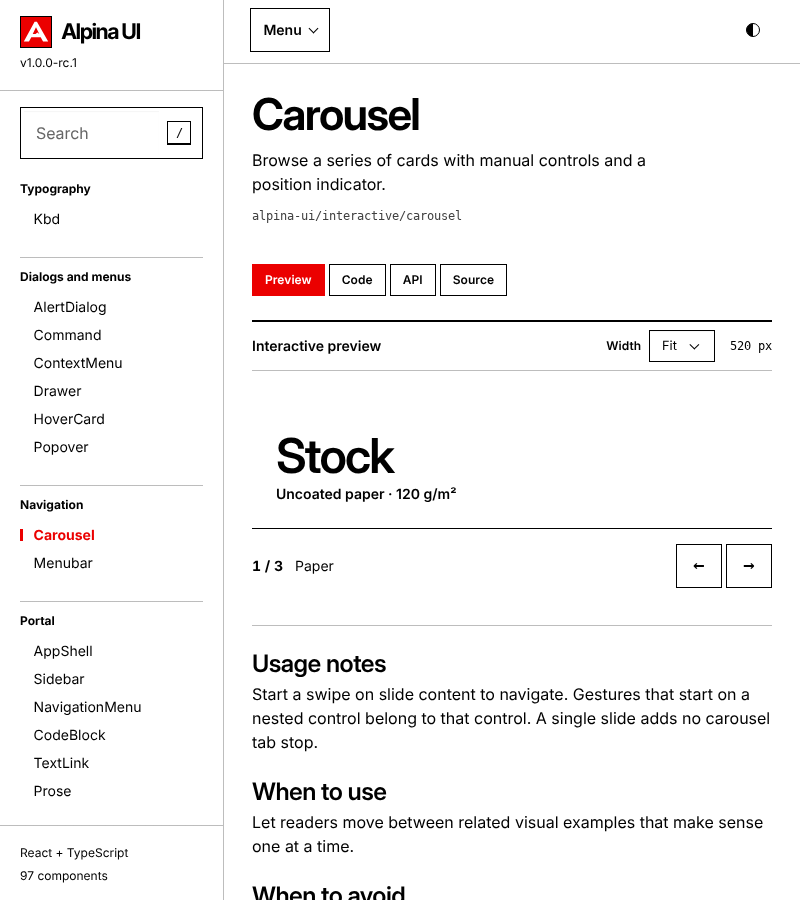 Alpina UI
v1.0.0-rc.1
Search /
Typography
Kbd
Dialogs and menus
AlertDialog
Command
ContextMenu
Drawer
HoverCard
Popover
Navigation
Carousel
Menubar
Portal
AppShell
Sidebar
NavigationMenu
CodeBlock
TextLink
Prose
React + TypeScript
97 components
Menu
Carousel
Browse a series of cards with manual controls and a
position indicator.
alpina-ui/interactive/carousel
Preview Code API Source
Interactive preview Width Fit 520 px
Stock
Uncoated paper · 120 g/m²
1 / 3 Paper ← →
Usage notes
Start a swipe on slide content to navigate. Gestures that start on a
nested control belong to that control. A single slide adds no carousel
tab stop.
When to use
Let readers move between related visual examples that make sense
one at a time.
When to avoid